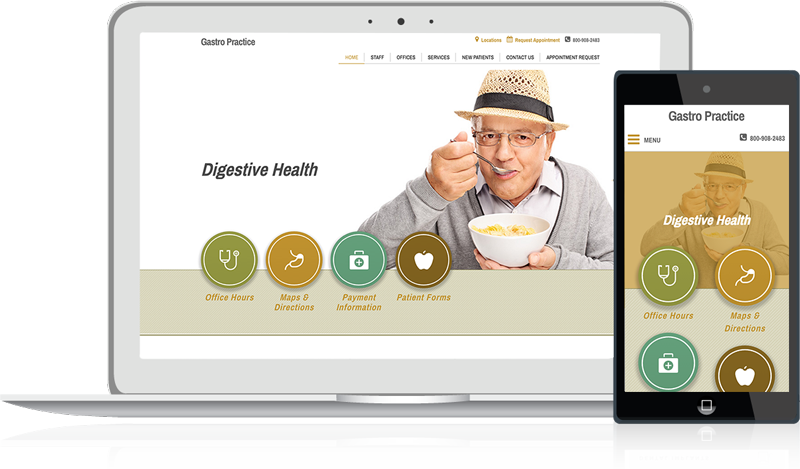 Gastro Practice
Locations Request Appointment 800-908-2483
HOME STAFF OFFICES SERVICES NEW PATIENTS CONTACT US APPOINTMENT REQUEST
Digestive Health
Office Hours
Maps &
Directions
Payment
Information
Patient Forms
Gastro Practice
MENU
800-908-2483
Digestive Health
Office Hours
Maps &
Directions